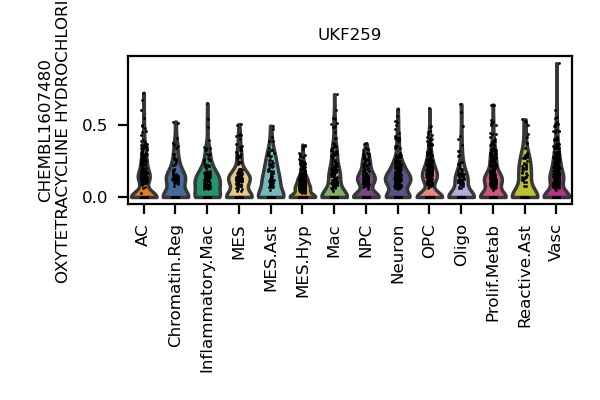 UKF259
CHEMBL1607480
OXYTETRACYCLINE HYDROCHLORI
0.5
0.0
AC
Chromatin.Reg
Inflammatory.Mac
MES
MES.Ast
MES.Hyp
Mac
NPC
Neuron
OPC
Oligo
Prolif.Metab
Reactive.Ast
Vasc